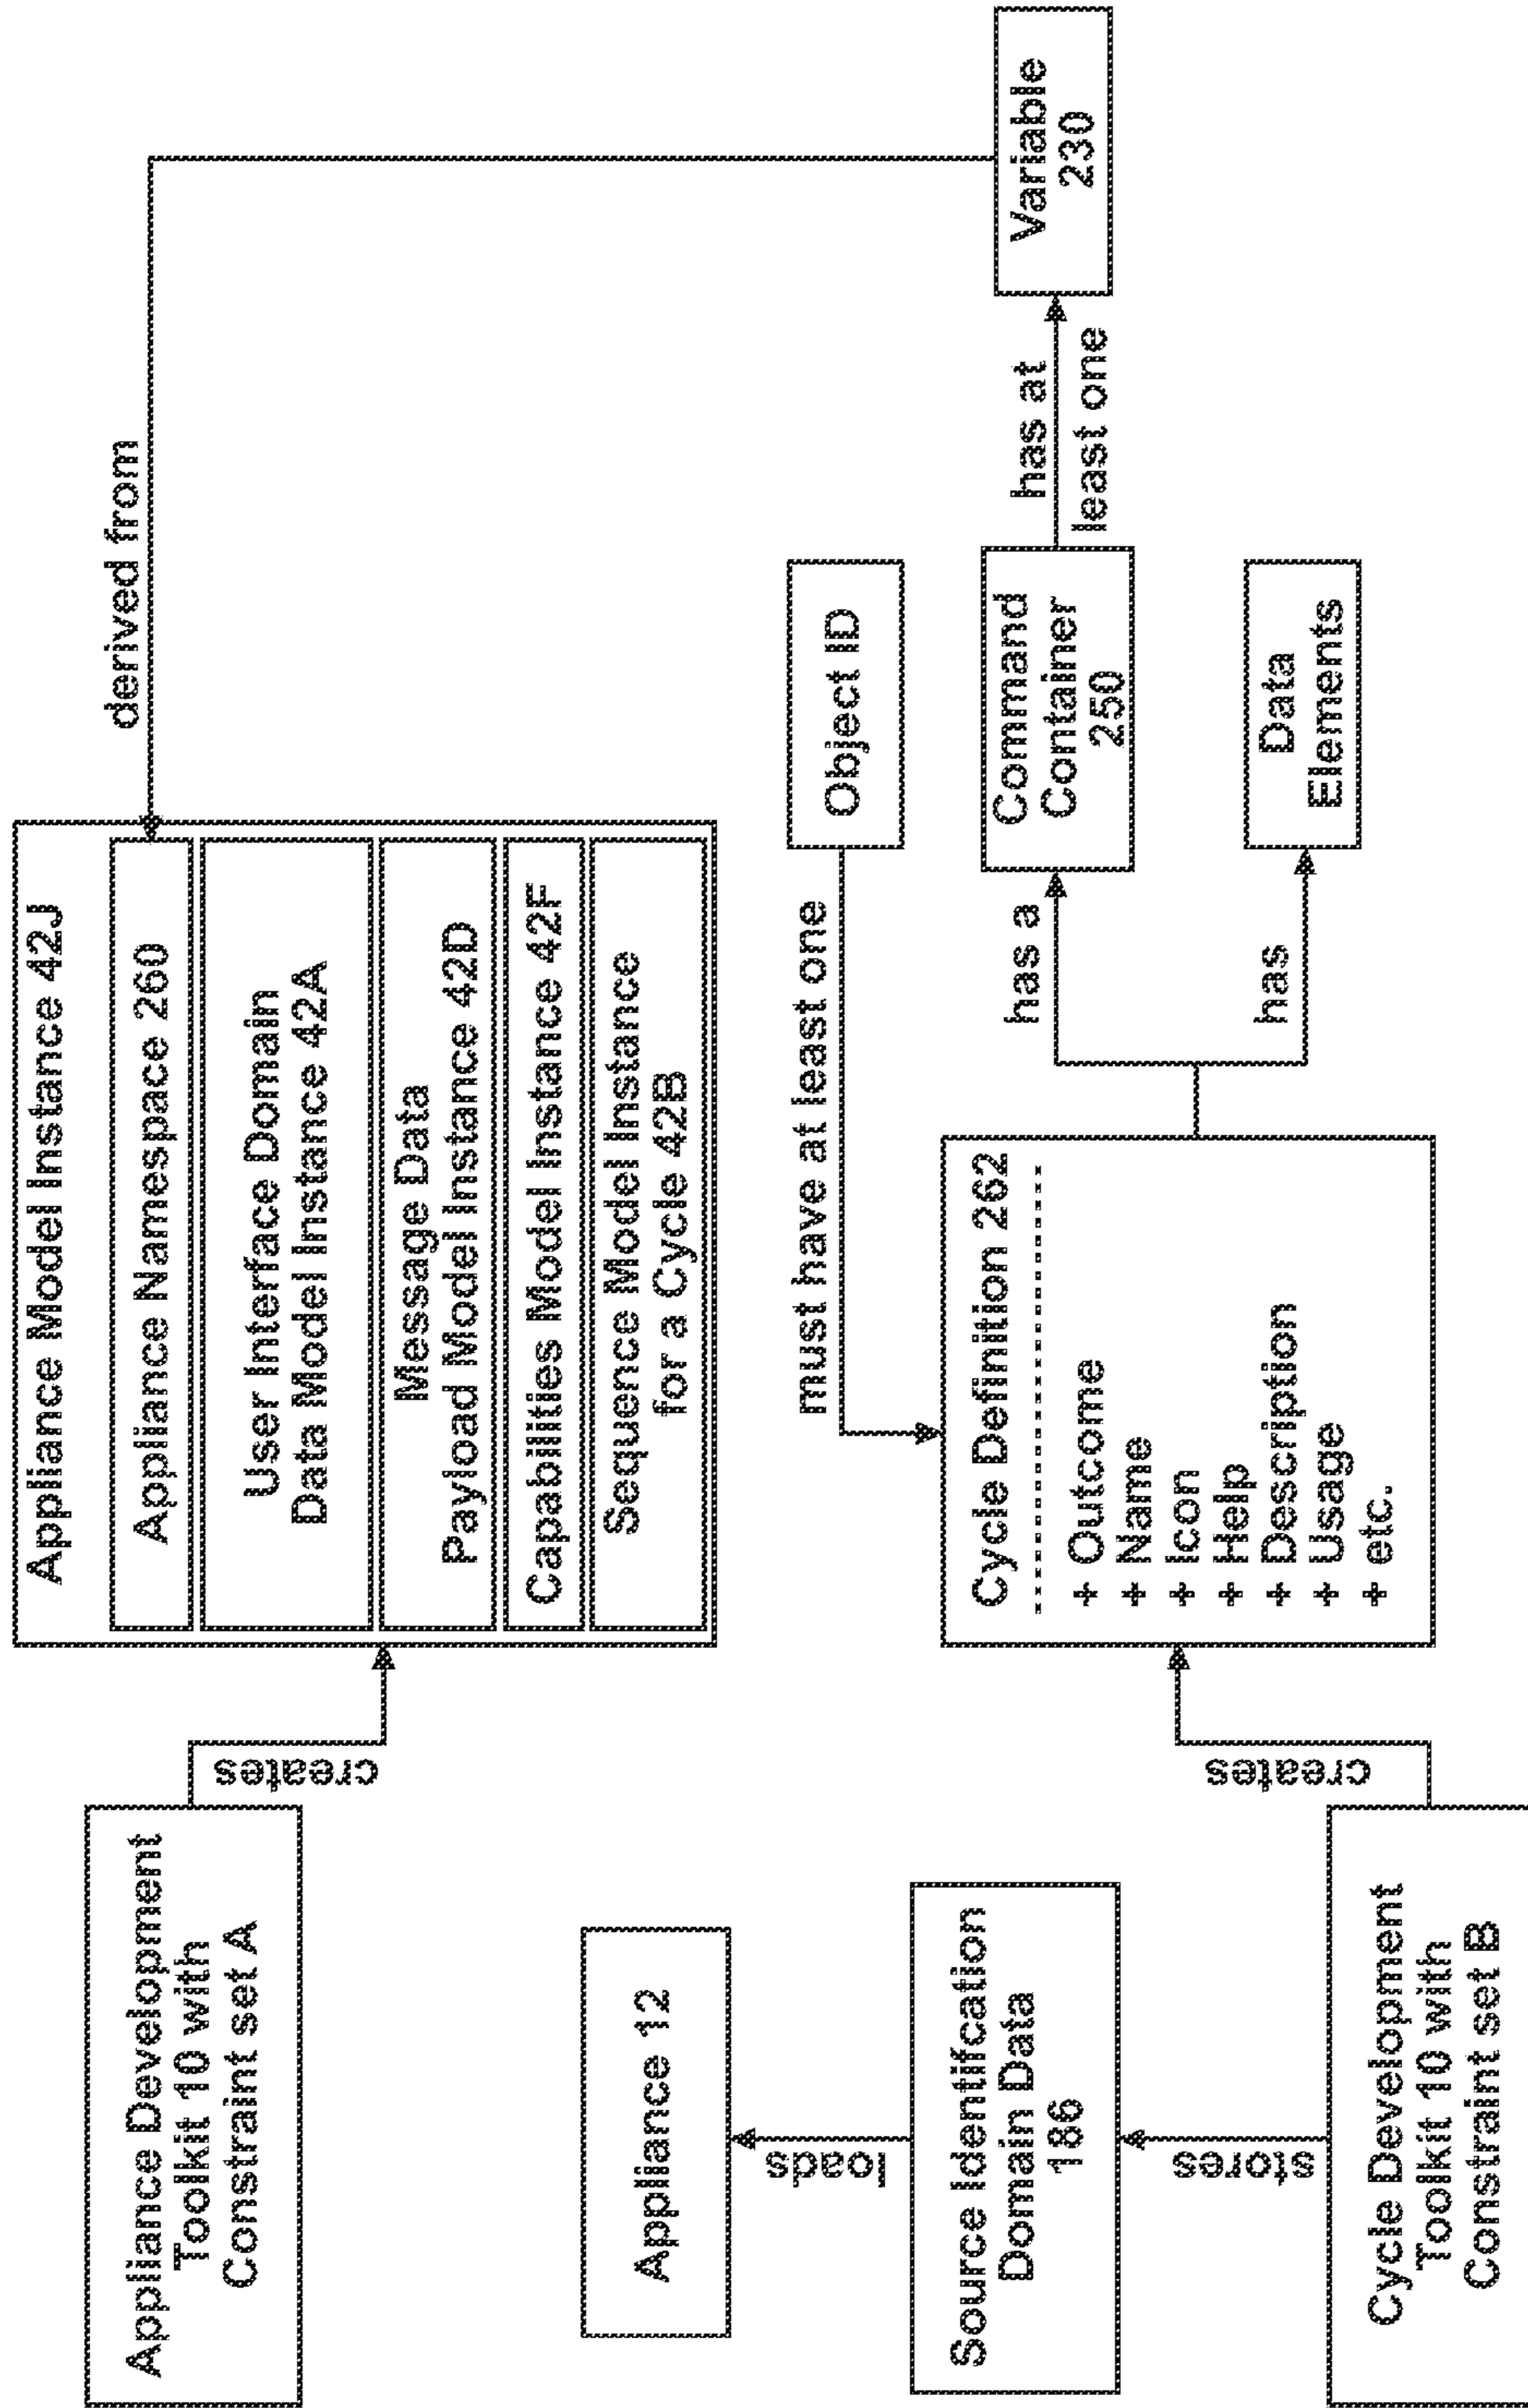 Appliance Development
Toolkit 10 with
Constraint set A
creates
Appliance Model Instance 42J
Appliance Namespace 260
User Interface Domain
Data Model Instance 42A
Message Data
Payload Model Instance 42D
Capabilities Model Instance 42F
Sequence Model Instance
for a Cycle 42B
derived from
Appliance 12
loads
Source Identifcation
Domain Data
186
stores
Cycle Development
Toolkit 10 with
Constraint set B
creates
must have at least one
Object ID
Cycle Definition 262
+ Outcome
+ Name
+ Icon
+ Help
+ Description
+ Usage
+ etc.
has a
Command
Container
250
has at
least one
Variable
230
has
Data
Elements